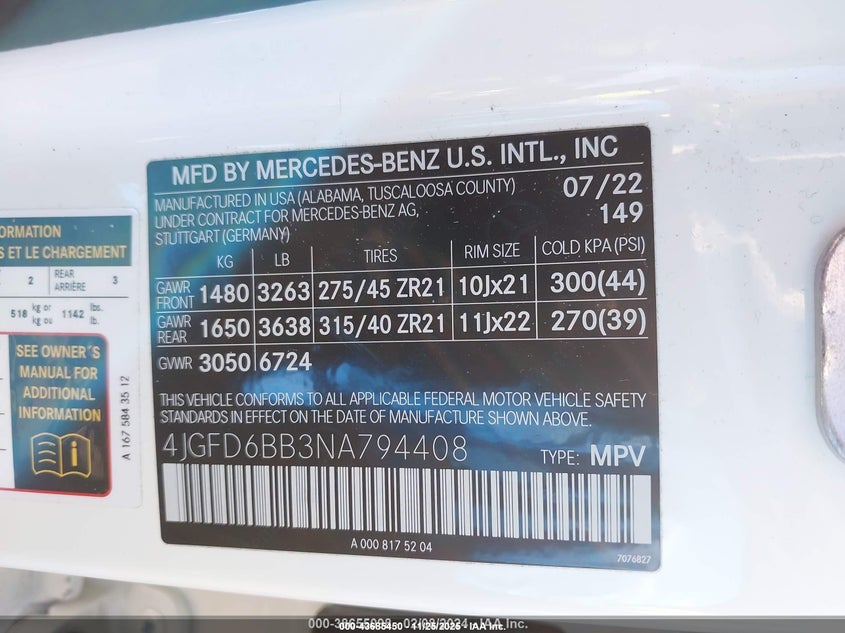 MFD BY MERCEDES-BENZ U.S. INTL., INC
MANUFACTURED IN USA (ALABAMA, TUSCALOOSA COUNTY) 07/22
UNDER CONTRACT FOR MERCEDES-BENZ AG, 149
STUTTGART (GERMANY)
KG LB TIRES RIM SIZE COLD KPA (PSI)
GAWR FRONT 1480 3263 275/45 ZR21 10Jx21 300(44)
GAWR REAR 1650 3638 315/40 ZR21 11Jx22 270(39)
GVWR 3050 6724
THIS VEHICLE CONFORMS TO ALL APPLICABLE FEDERAL MOTOR VEHICLE SAFETY
STANDARDS IN EFFECT ON THE DATE OF MANUFACTURE SHOWN ABOVE.
4JGFD6BB3NA794408 TYPE: MPV
A 000 817 52 04
7076827
ORMATION
S ET LE CHARGEMENT
2 REAR ARRIÈRE 3
518 kg or kg ou 1142 lbs. lb.
SEE OWNER'S
MANUAL FOR
ADDITIONAL
INFORMATION
A 167 584 35 12